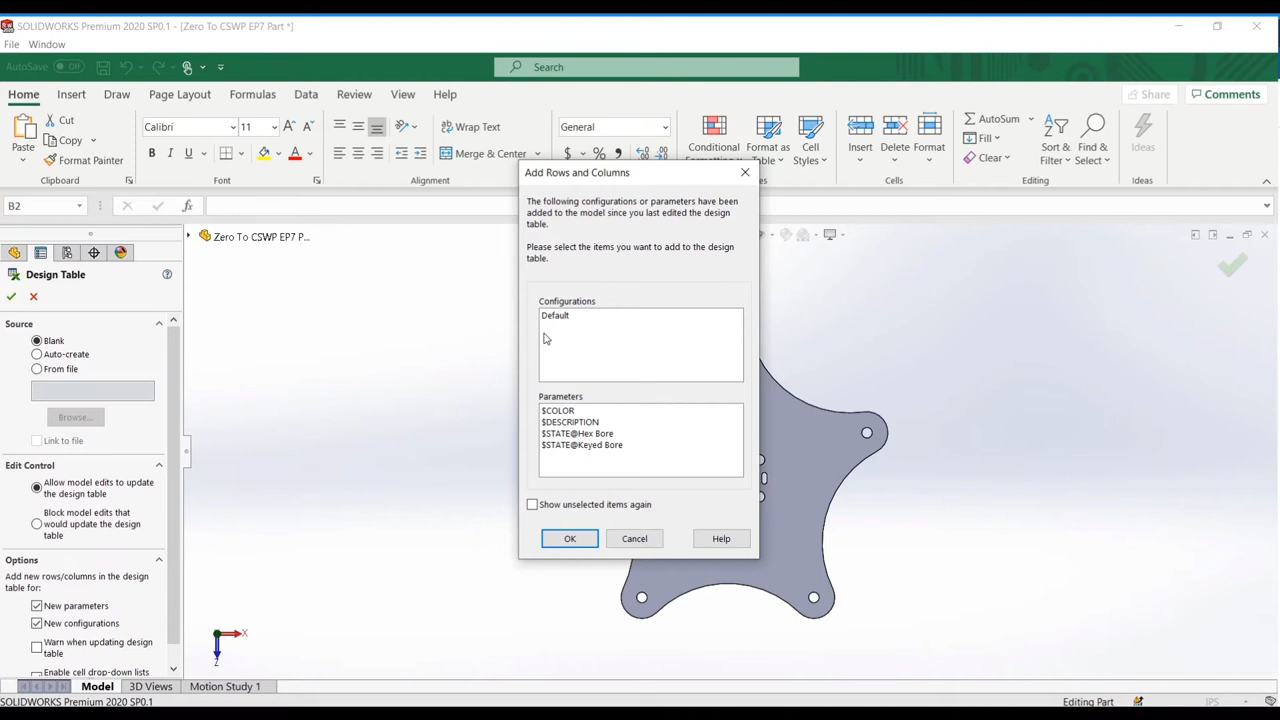 SOLIDWORKS Premium 2020 SP0.1 - [Zero To CSWP EP7 Part *]
File Window
AutoSave Off
Search
Home Insert Draw Page Layout Formulas Data Review View Help
Share Comments
Paste
Cut
Copy
Format Painter
Calibri 11
B I U A
Wrap Text
Merge & Center
General
$ % ,
Conditional
Format as
Table
Cell
Styles
Insert Delete Format
AutoSum
Fill
Clear
Sort &
Filter
Find &
Select
Ideas
Clipboard Font Alignment Cells Editing Ideas
B2 fx
Zero To CSWP EP7 P...
Design Table
Source
Blank
Auto-create
From file
Browse...
Link to file
Edit Control
Allow model edits to update
the design table
Block model edits that
would update the design
table
Options
Add new rows/columns in the design
table for:
New parameters
New configurations
Warn when updating design
table
Enable cell drop-down lists
Add Rows and Columns
The following configurations or parameters have been
added to the model since you last edited the design
table.
Please select the items you want to add to the design
table.
Configurations
Default
Parameters
$COLOR
$DESCRIPTION
$STATE@Hex Bore
$STATE@Keyed Bore
Show unselected items again
OK Cancel Help
X
Z
Model 3D Views Motion Study 1
SOLIDWORKS Premium 2020 SP0.1
Editing Part
IPS